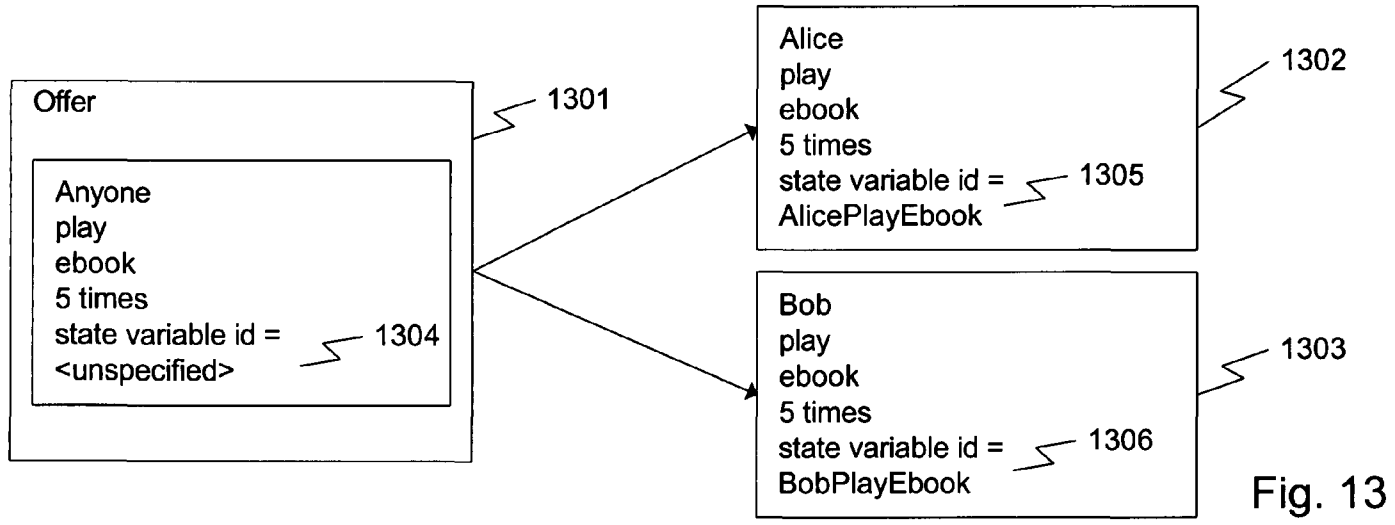 Offer
1301
Anyone
play
ebook
5 times
state variable id =
1304
<unspecified>
Alice
play
ebook
5 times
state variable id =
1305
AlicePlayEbook
1302
Bob
play
ebook
5 times
state variable id =
1306
BobPlayEbook
1303
Fig. 13